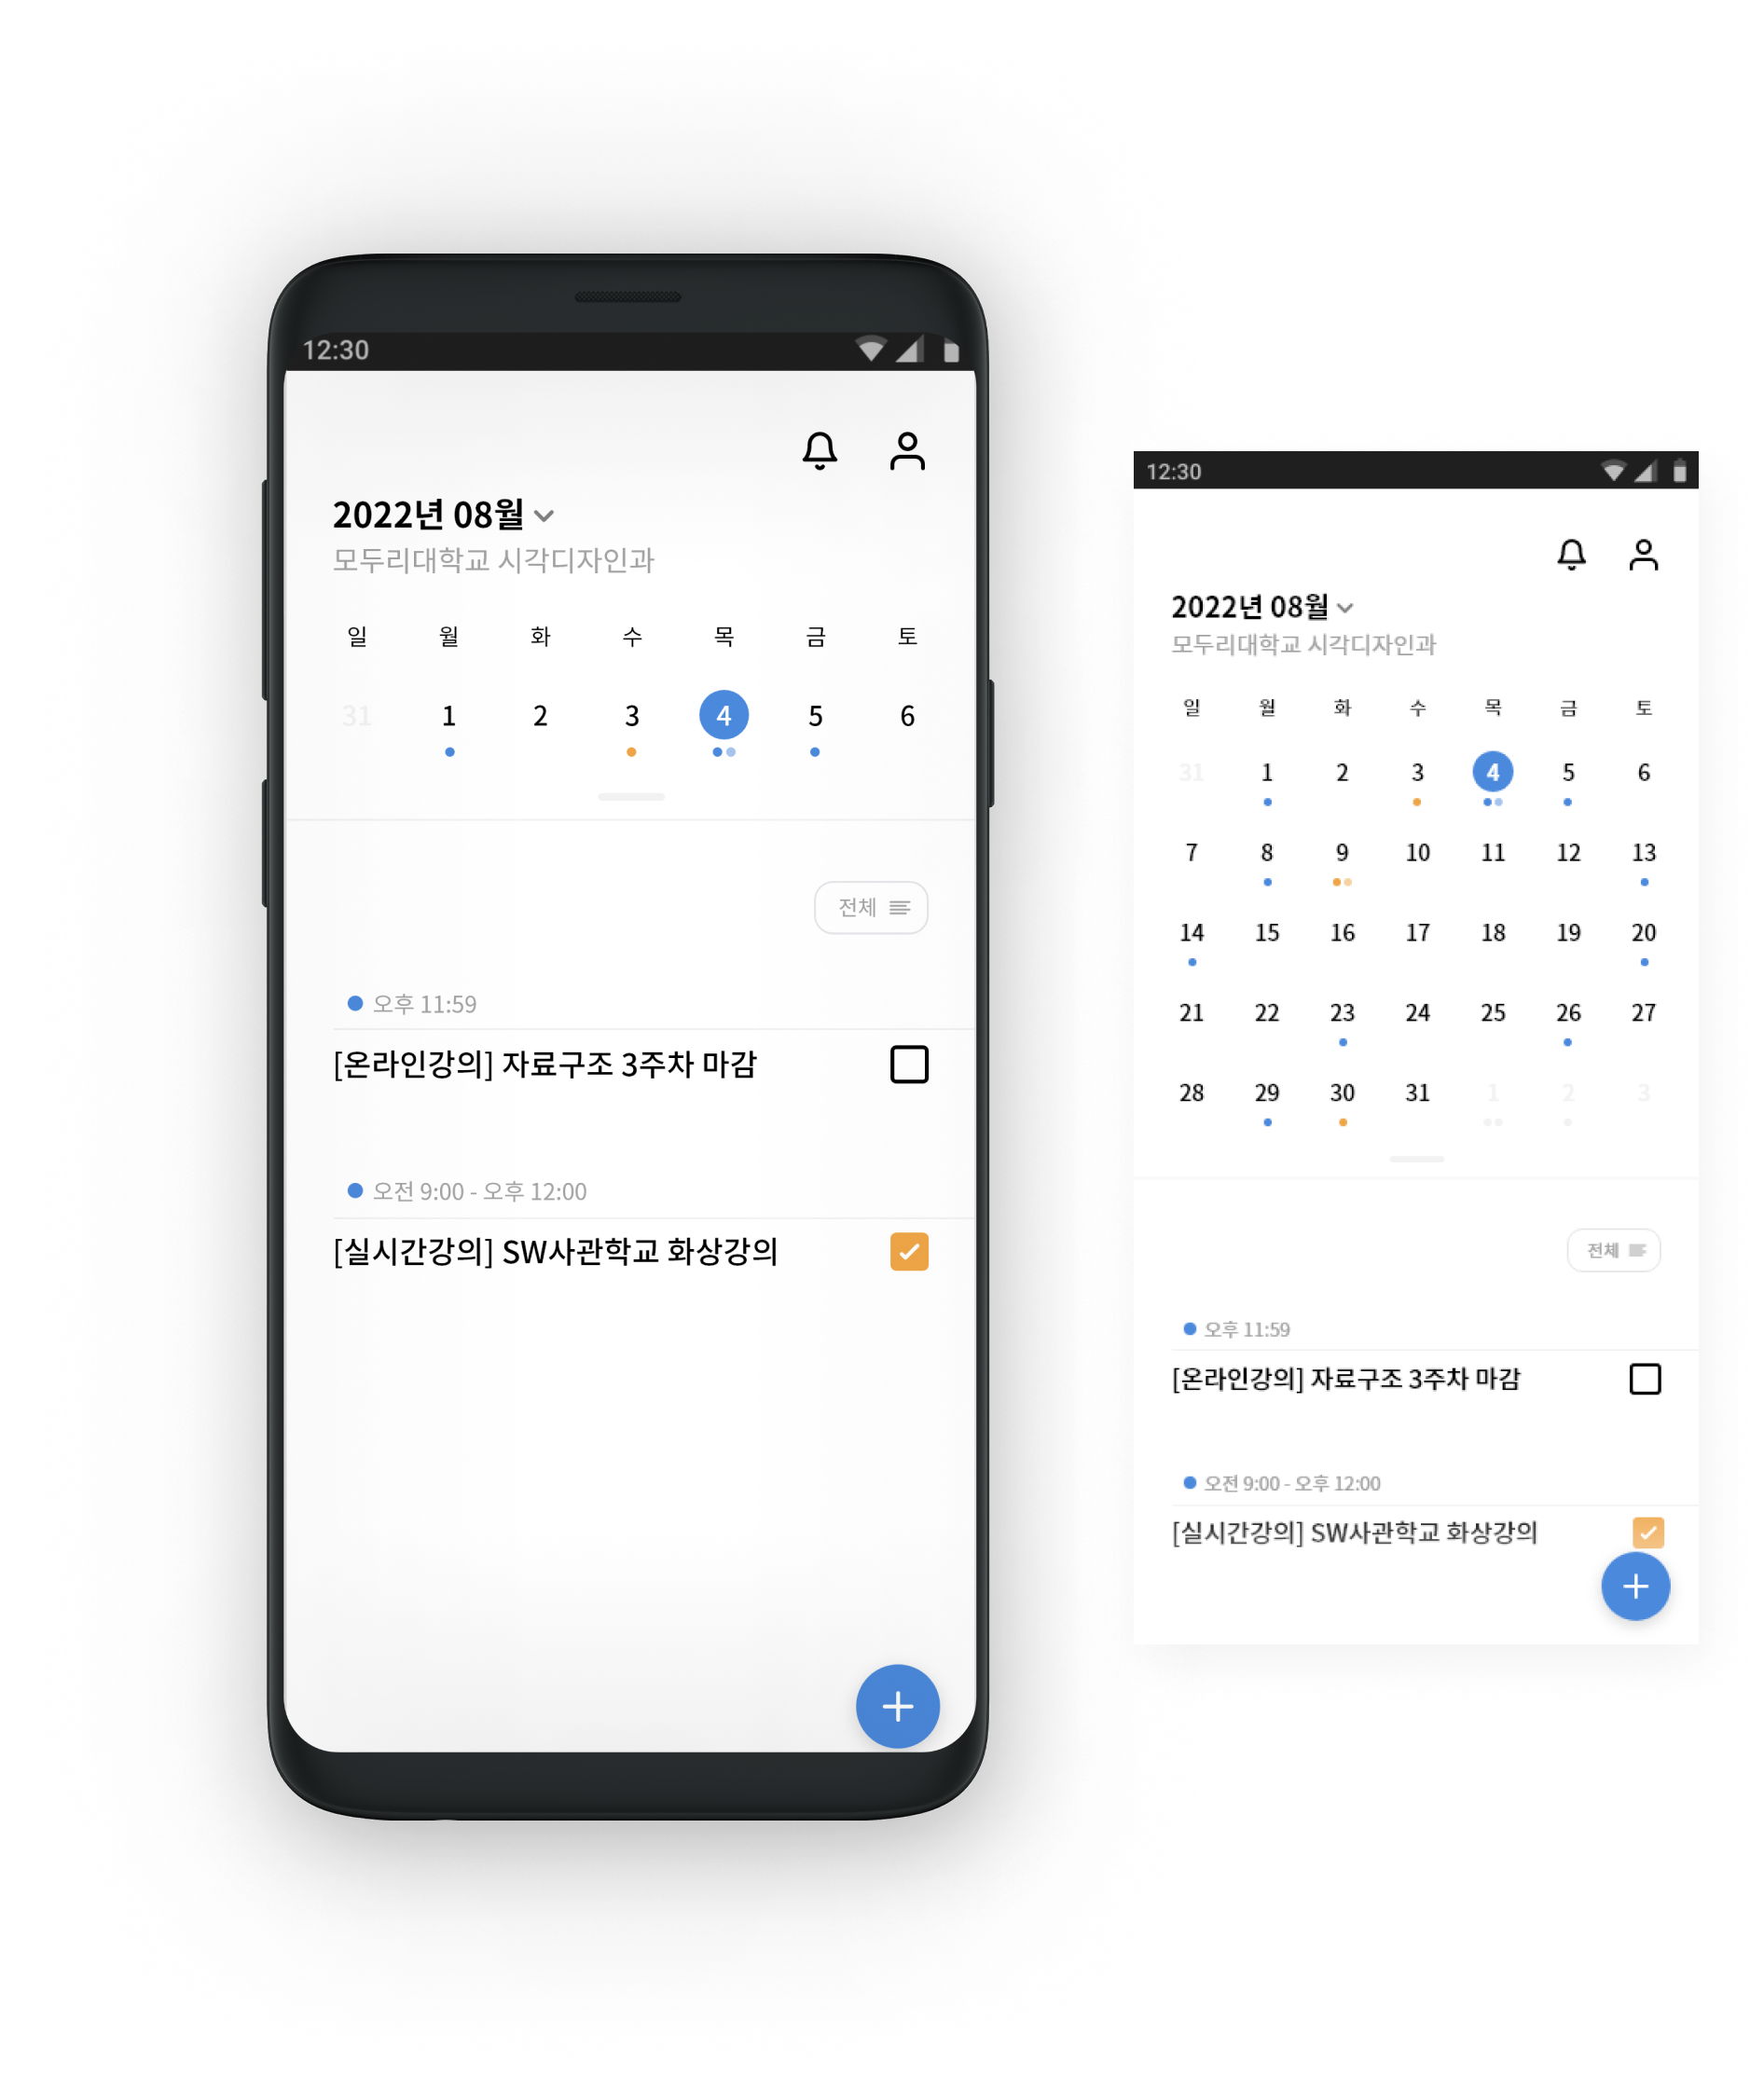 12:30
2022년 08월
모두리대학교 시각디자인과
일 월 화 수 목 금 토
31 1 2 3 4 5 6
전체
오후 11:59
[온라인강의] 자료구조 3주차 마감
오전 9:00 - 오후 12:00
[실시간강의] SW사관학교 화상강의
12:30
2022년 08월
모두리대학교 시각디자인과
일 월 화 수 목 금 토
31 1 2 3 4 5 6
7 8 9 10 11 12 13
14 15 16 17 18 19 20
21 22 23 24 25 26 27
28 29 30 31 1 2 3
전체
오후 11:59
[온라인강의] 자료구조 3주차 마감
오전 9:00 - 오후 12:00
[실시간강의] SW사관학교 화상강의